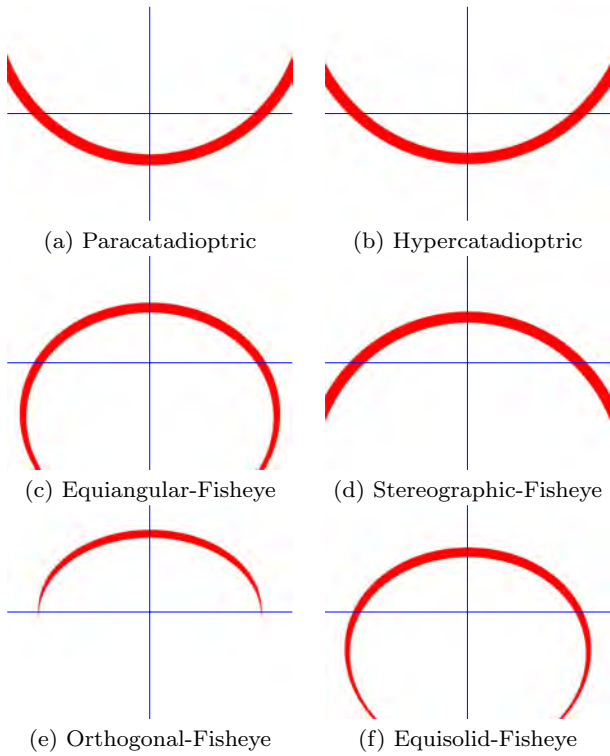 (a) Paracatadioptric
(b) Hypercatadioptric
(c) Equiangular-Fisheye
(d) Stereographic-Fisheye
(e) Orthogonal-Fisheye
(f) Equisolid-Fisheye